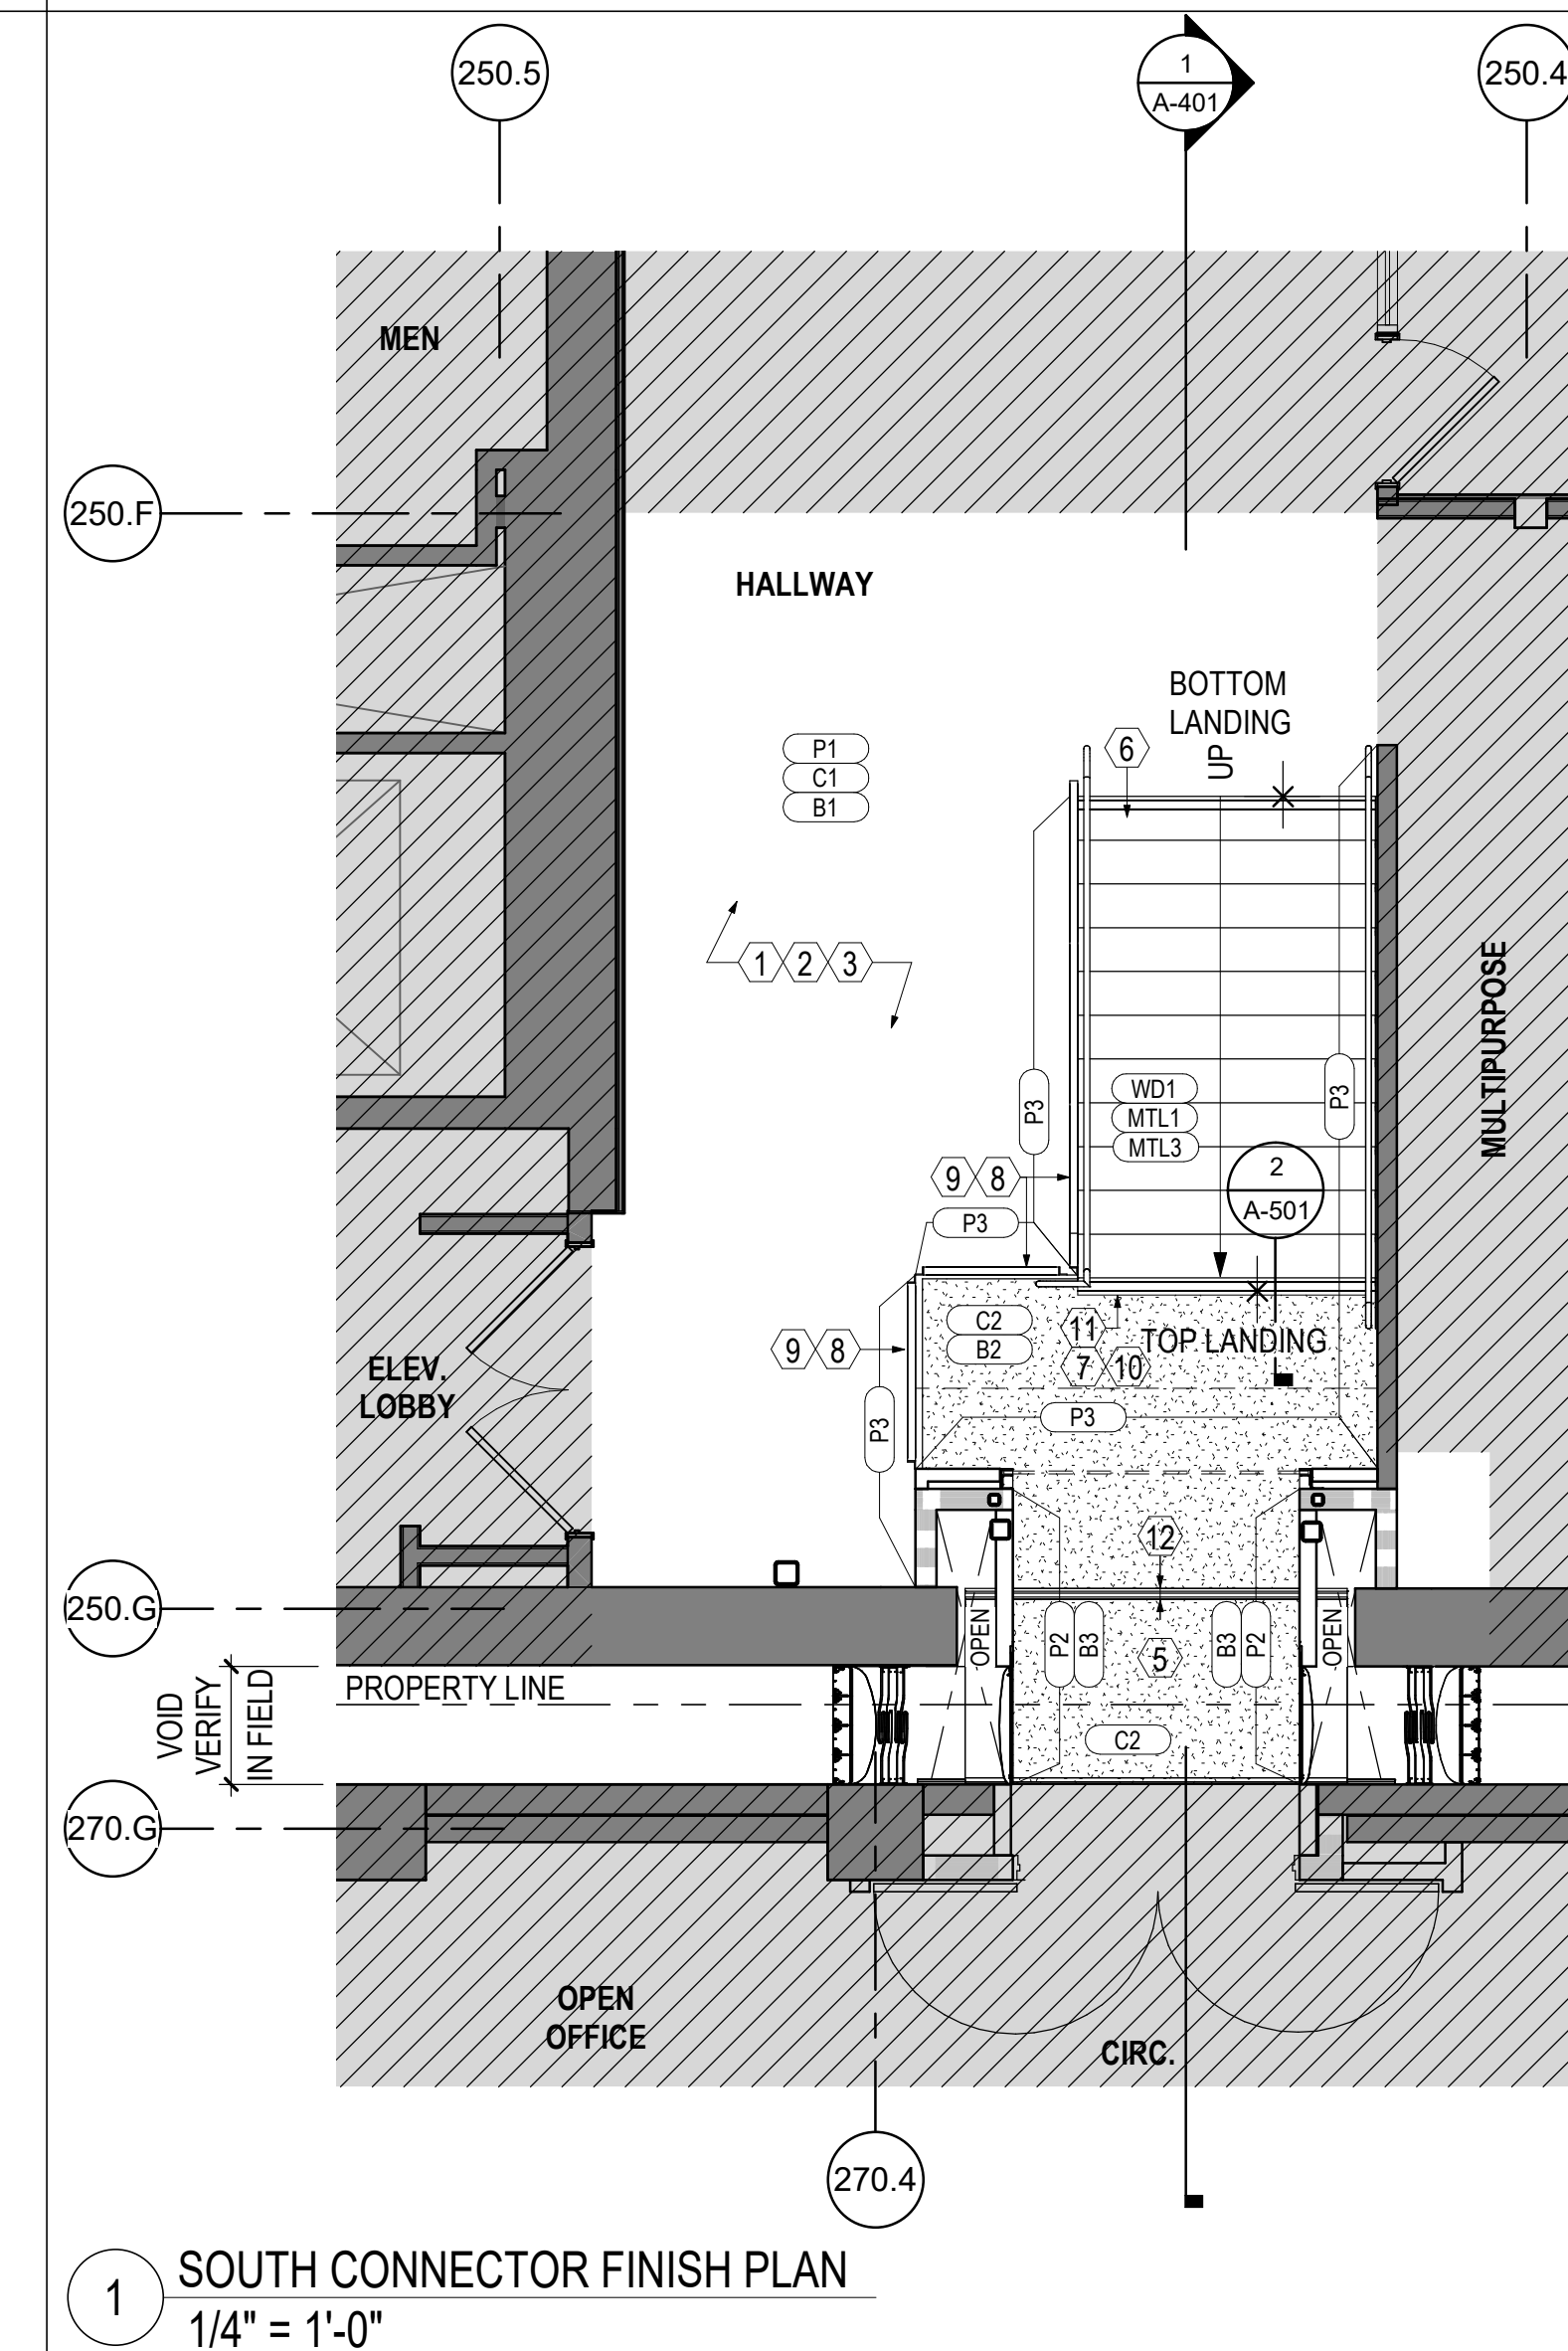 250.5
1
A-401
250.4
MEN
250.F
HALLWAY
BOTTOM
LANDING
UP
6
P1
C1
B1
1 2 3
MULTIPURPOSE
WD1
MTL1
MTL3
P3
P3
9 8
P3
2
A-501
C2
B2
11
7 10
TOP LANDING
9 8
P3
P3
ELEV.
LOBBY
12
250.G
OPEN
P2
B3
5
B3
P2
OPEN
PROPERTY LINE
VOID
VERIFY
IN FIELD
C2
270.G
OPEN
OFFICE
CIRC.
270.4
1
SOUTH CONNECTOR FINISH PLAN
1/4" = 1'-0"